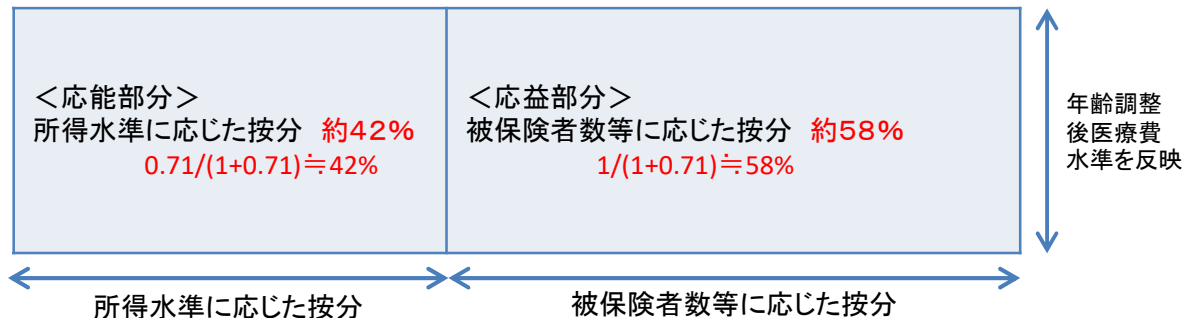 ＜応能部分＞
所得水準に応じた按分　約４２％
0.71/(1+0.71)≒42%
＜応益部分＞
被保険者数等に応じた按分　約５８％
1/(1+0.71)≒58%
年齢調整
後医療費
水準を反映
所得水準に応じた按分
被保険者数等に応じた按分